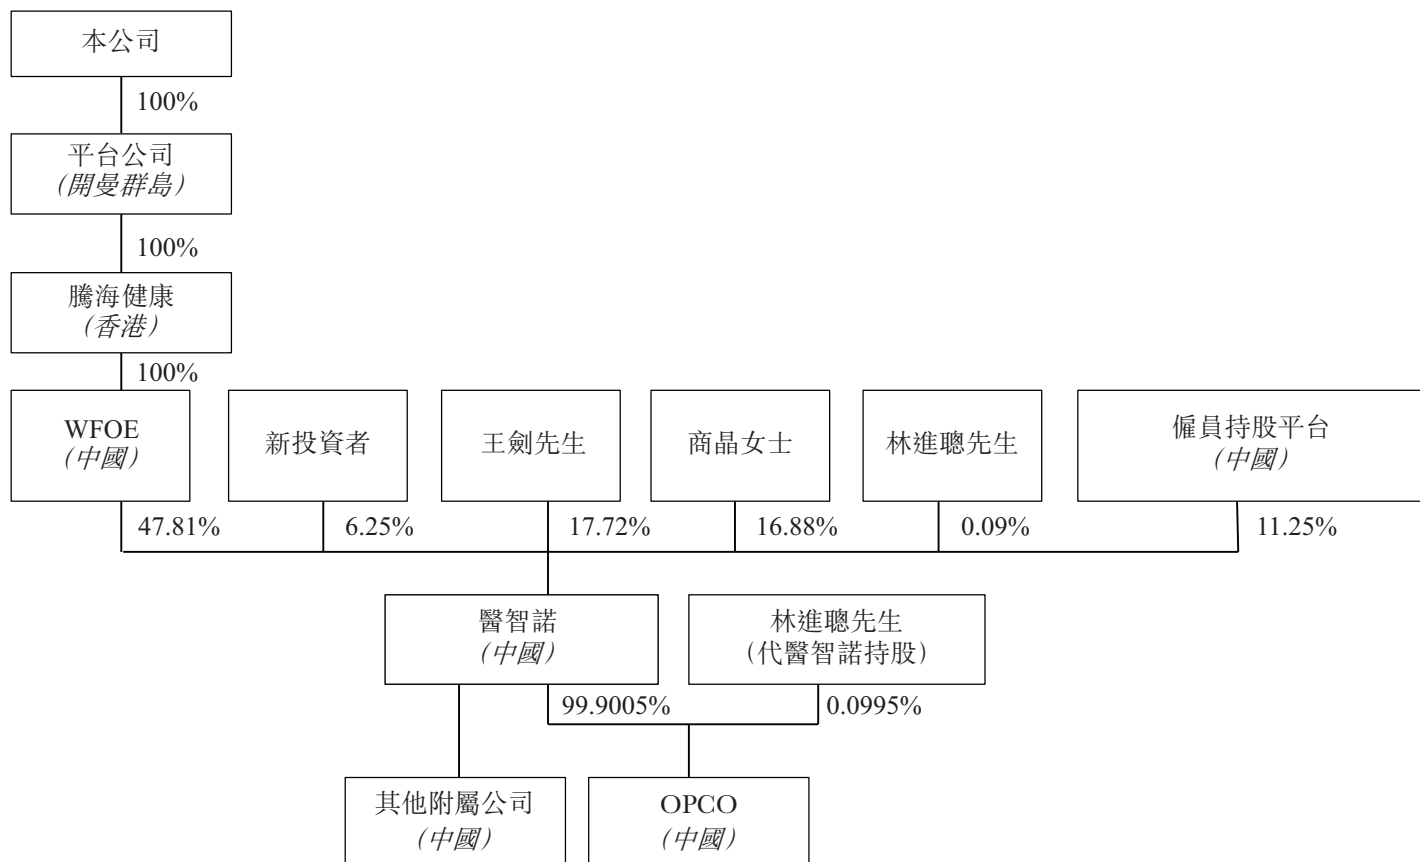 本公司
100%
平台公司
（開曼群島）
100%
騰海健康
（香港）
100%
WFOE
（中國）
新投資者
王劍先生
商晶女士
林進聰先生
僱員持股平台
（中國）
47.81%
6.25%
17.72%
16.88%
0.09%
11.25%
醫智諾
（中國）
林進聰先生
（代醫智諾持股）
99.9005%
0.0995%
其他附屬公司
（中國）
OPCO
（中國）